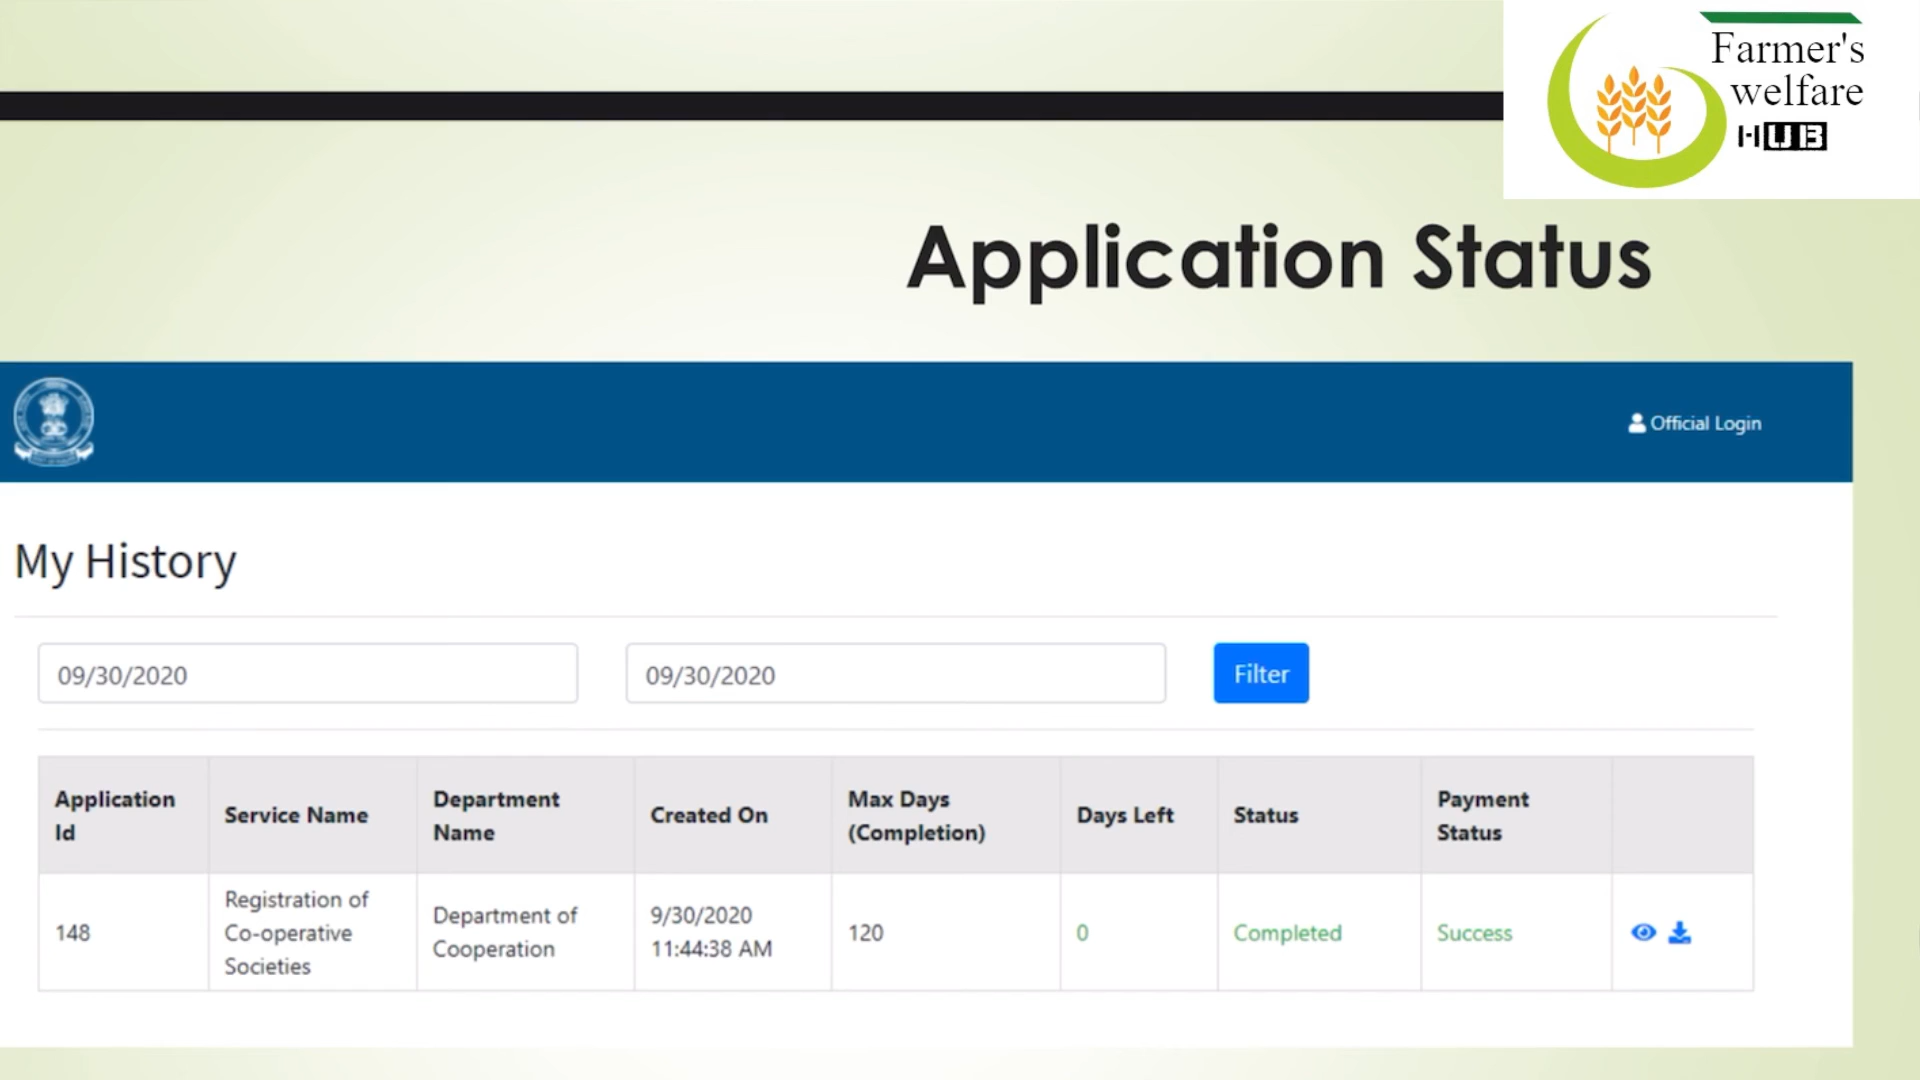 Farmer's
welfare
HUB
Application Status
Official Login
My History
09/30/2020
09/30/2020
Filter
Application
Id
Service Name
Department
Name
Created On
Max Days
(Completion)
Days Left
Status
Payment
Status
148
Registration of
Co-operative
Societies
Department of
Cooperation
9/30/2020
11:44:38 AM
120
0
Completed
Success